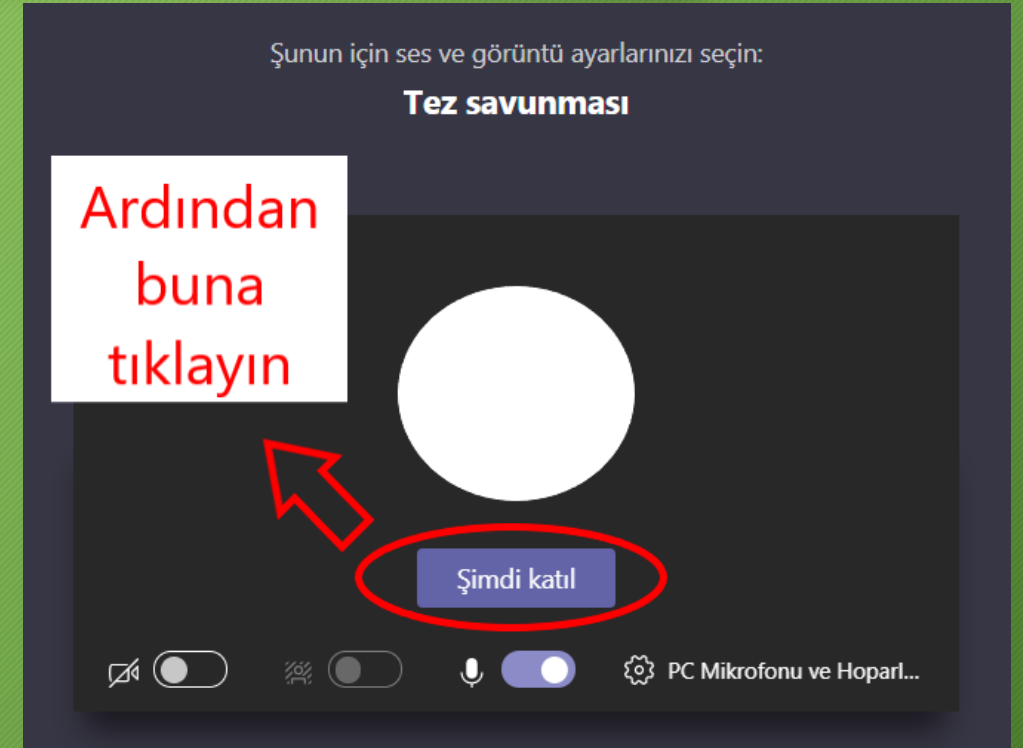 Şunun için ses ve görüntü ayarlarınızı seçin:
Tez savunması
Ardından
buna
tıklayın
Şimdi katıl
PC Mikrofonu ve Hoparl...